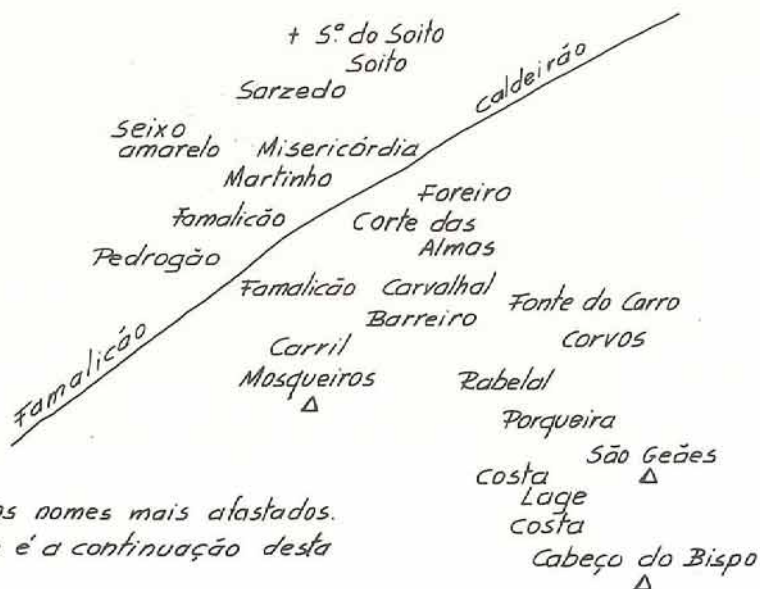 + Sª do Soito
Soito
Sarzedo
Caldeirão
Seixo
amarelo
Misericórdia
Martinho
Foreiro
Famalicão
Corte das
Almas
Pedrogão
Famalicão
Carvalhal
Fonte do Carro
Barreiro
Corvos
Famalicão
Carril
Mosqueiros
Rabelal
Porqueira
São Geães
Costa
Lage
Costa
Cabeço do Bispo
os nomes mais afastados.
é a continuação desta